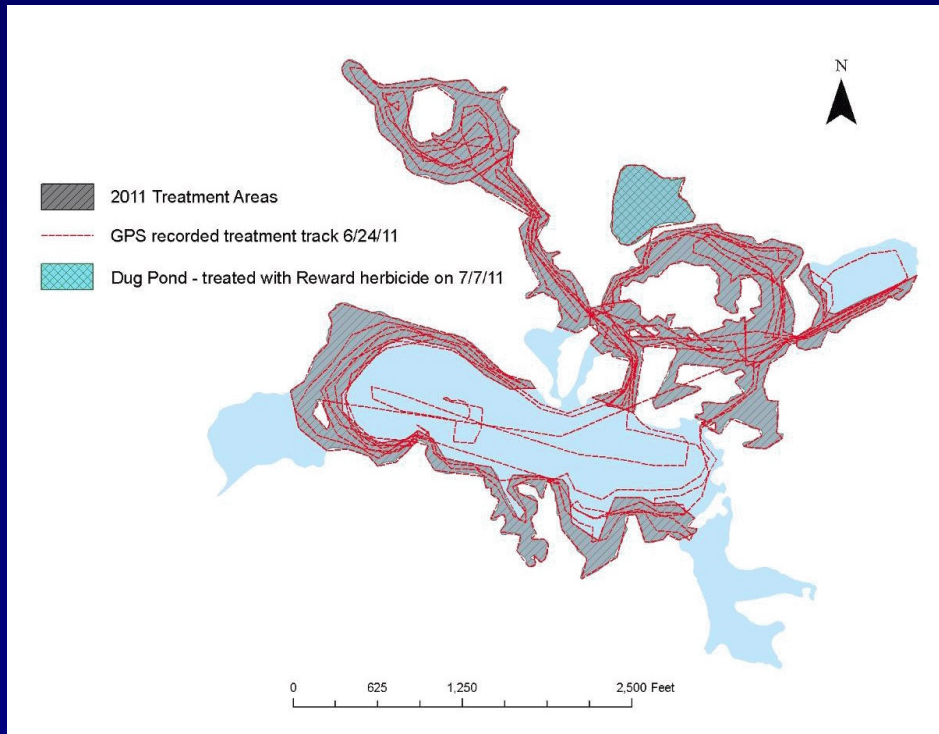 N
2011 Treatment Areas
GPS recorded treatment track 6/24/11
Dug Pond - treated with Reward herbicide on 7/7/11
0 625 1,250 2,500 Feet